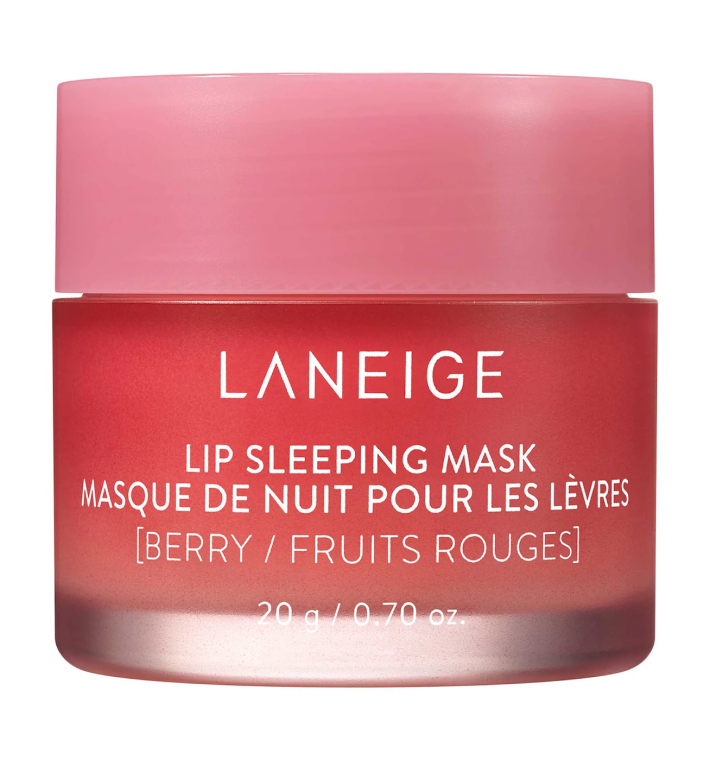 LANEIGE
LIP SLEEPING MASK
MASQUE DE NUIT POUR LES LÈVRES
[BERRY / FRUITS ROUGES]
20 g / 0.70 oz.